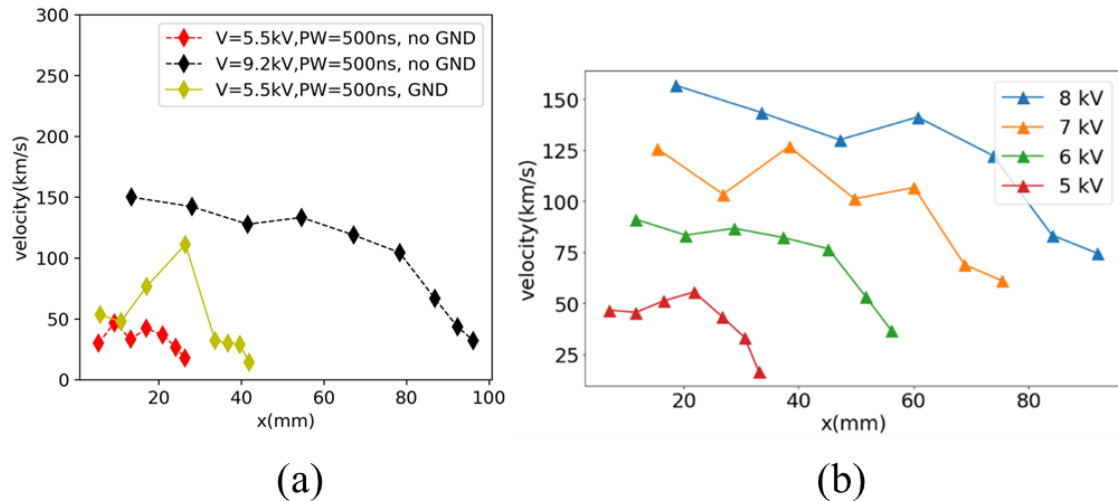 300
250
200
150
100
50
0
velocity(km/s)
V=5.5kV,PW=500ns, no GND
V=9.2kV,PW=500ns, no GND
V=5.5kV,PW=500ns, GND
20 40 60 80 100
x(mm)
(a)
150
125
100
75
50
25
velocity(km/s)
8 kV
7 kV
6 kV
5 kV
20 40 60 80
x(mm)
(b)